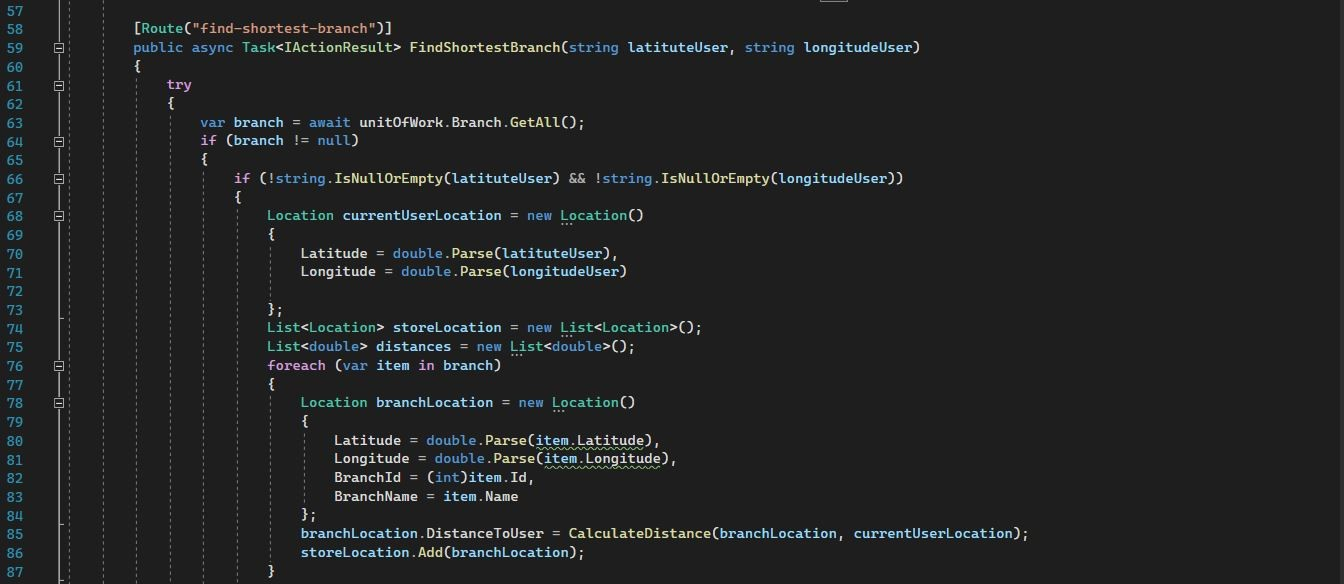 57
58 [Route("find-shortest-branch")]
59 public async Task<IActionResult> FindShortestBranch(string latituteUser, string longitudeUser)
60 {
61 try
62 {
63 var branch = await unitOfWork.Branch.GetAll();
64 if (branch != null)
65 {
66 if (!string.IsNullOrEmpty(latituteUser) && !string.IsNullOrEmpty(longitudeUser))
67 {
68 Location currentUserLocation = new Location()
69 {
70 Latitude = double.Parse(latituteUser),
71 Longitude = double.Parse(longitudeUser)
72
73 };
74 List<Location> storeLocation = new List<Location>();
75 List<double> distances = new List<double>();
76 foreach (var item in branch)
77 {
78 Location branchLocation = new Location()
79 {
80 Latitude = double.Parse(item.Latitude),
81 Longitude = double.Parse(item.Longitude),
82 BranchId = (int)item.Id,
83 BranchName = item.Name
84 };
85 branchLocation.DistanceToUser = CalculateDistance(branchLocation, currentUserLocation);
86 storeLocation.Add(branchLocation);
87 }